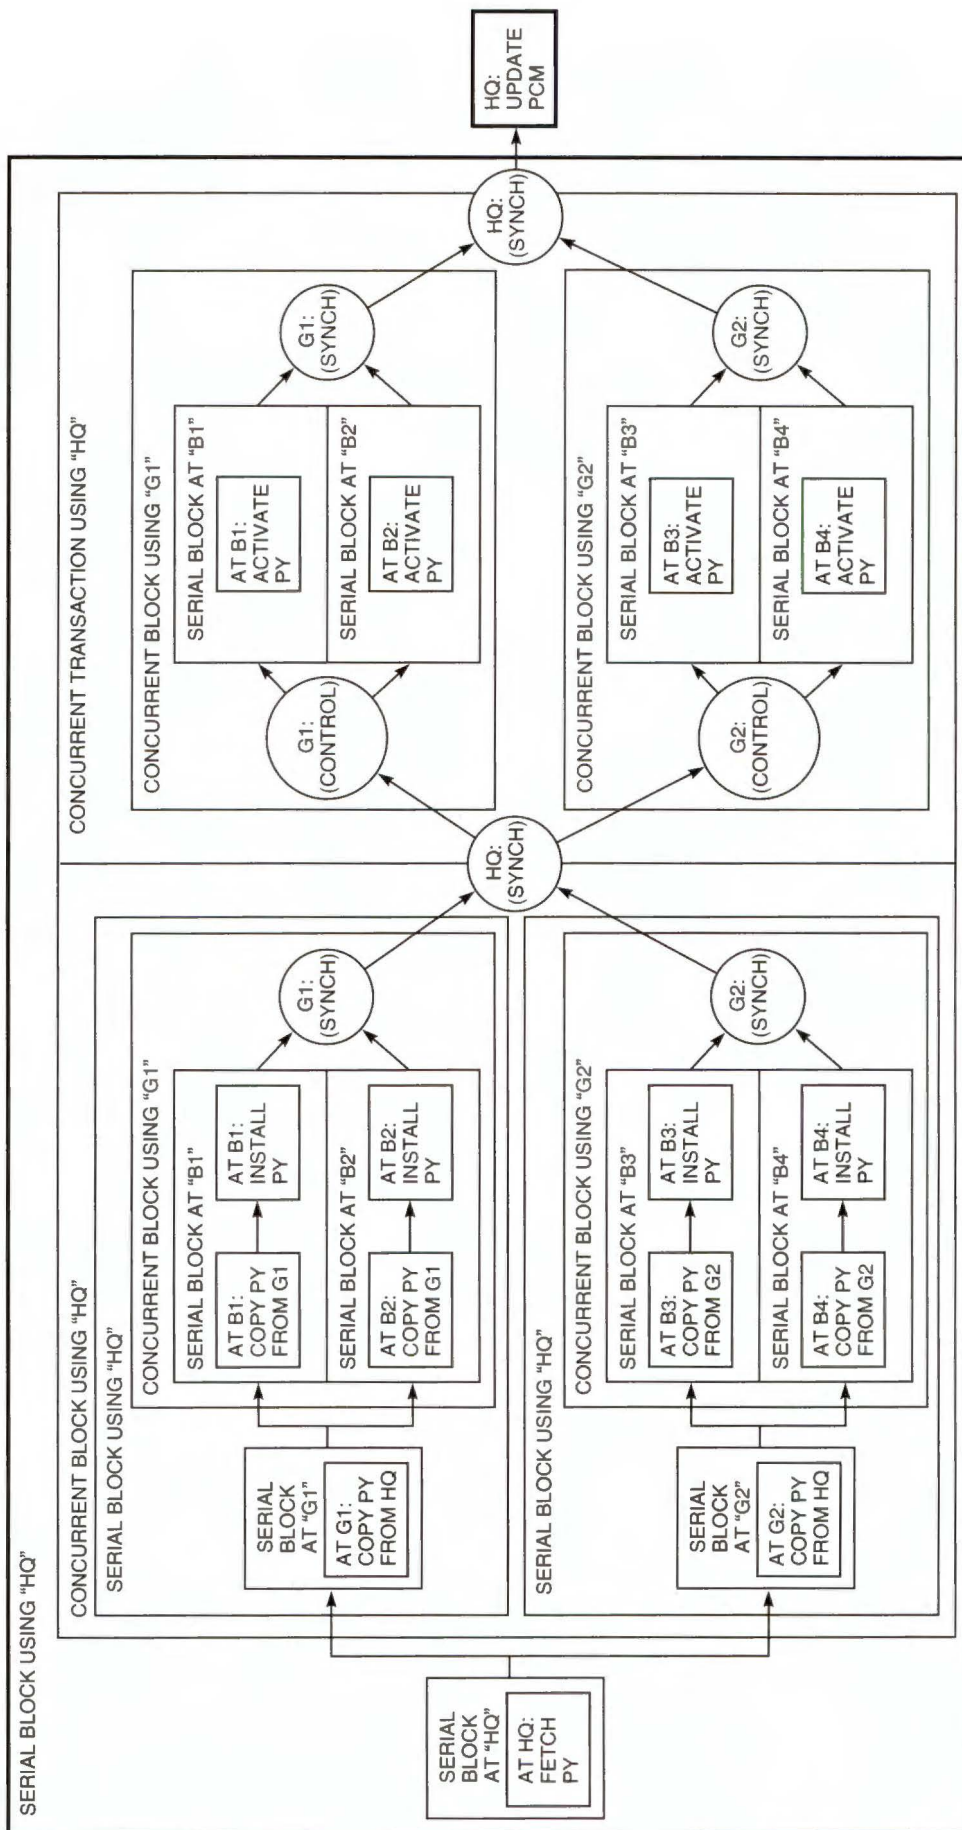 SERIAL BLOCK USING "HQ"
SERIAL
BLOCK
AT "HQ"
AT HQ:
FETCH
PY
CONCURRENT BLOCK USING "HQ"
SERIAL BLOCK USING "HQ"
SERIAL
BLOCK
AT "G1"
AT G1:
COPY PY
FROM HQ
CONCURRENT BLOCK USING "G1"
SERIAL BLOCK AT "B1"
AT B1:
COPY PY
FROM G1
AT B1:
INSTALL
PY
SERIAL BLOCK AT "B2"
AT B2:
COPY PY
FROM G1
AT B2:
INSTALL
PY
G1:
(SYNCH)
SERIAL BLOCK USING "HQ"
SERIAL
BLOCK
AT "G2"
AT G2:
COPY PY
FROM HQ
CONCURRENT BLOCK USING "G2"
SERIAL BLOCK AT "B3"
AT B3:
COPY PY
FROM G2
AT B3:
INSTALL
PY
SERIAL BLOCK AT "B4"
AT B4:
COPY PY
FROM G2
AT B4:
INSTALL
PY
G2:
(SYNCH)
HQ:
(SYNCH)
CONCURRENT TRANSACTION USING "HQ"
CONCURRENT BLOCK USING "G1"
G1:
(CONTROL)
SERIAL BLOCK AT "B1"
AT B1:
ACTIVATE
PY
SERIAL BLOCK AT "B2"
AT B2:
ACTIVATE
PY
G1:
(SYNCH)
CONCURRENT BLOCK USING "G2"
G2:
(CONTROL)
SERIAL BLOCK AT "B3"
AT B3:
ACTIVATE
PY
SERIAL BLOCK AT "B4"
AT B4:
ACTIVATE
PY
G2:
(SYNCH)
HQ:
(SYNCH)
HQ:
UPDATE
PCM